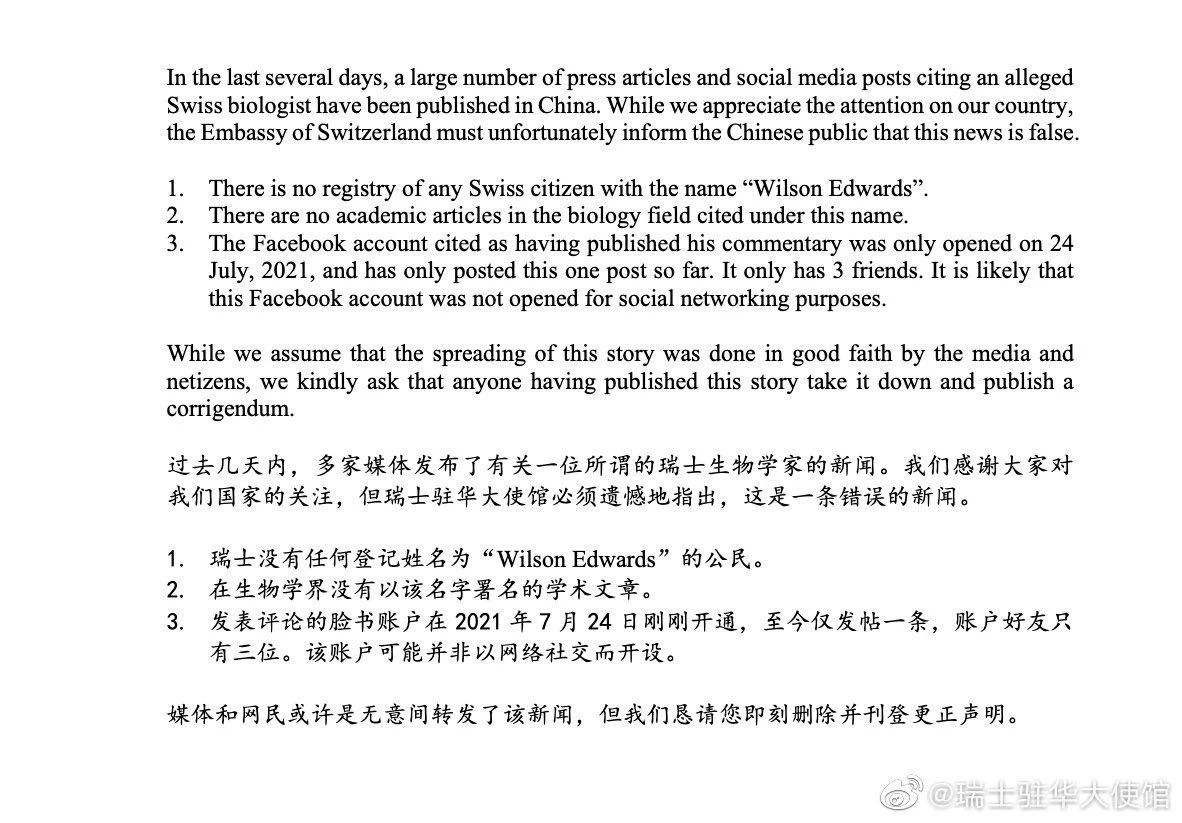 In the last several days, a large number of press articles and social media posts citing an alleged
Swiss biologist have been published in China. While we appreciate the attention on our country,
the Embassy of Switzerland must unfortunately inform the Chinese public that this news is false.
1. There is no registry of any Swiss citizen with the name “Wilson Edwards”.
2. There are no academic articles in the biology field cited under this name.
3. The Facebook account cited as having published his commentary was only opened on 24
July, 2021, and has only posted this one post so far. It only has 3 friends. It is likely that
this Facebook account was not opened for social networking purposes.
While we assume that the spreading of this story was done in good faith by the media and
netizens, we kindly ask that anyone having published this story take it down and publish a
corrigendum.
过去几天内，多家媒体发布了有关一位所谓的瑞士生物学家的新闻。我们感谢大家对
我们国家的关注，但瑞士驻华大使馆必须遗憾地指出，这是一条错误的新闻。
1. 瑞士没有任何登记姓名为“Wilson Edwards”的公民。
2. 在生物学界没有以该名字署名的学术文章。
3. 发表评论的脸书账户在 2021 年 7 月 24 日刚刚开通，至今仅发帖一条，账户好友只
有三位。该账户可能并非以网络社交而开设。
媒体和网民或许是无意间转发了该新闻，但我们恳请您即刻删除并刊登更正声明。
@瑞士驻华大使馆